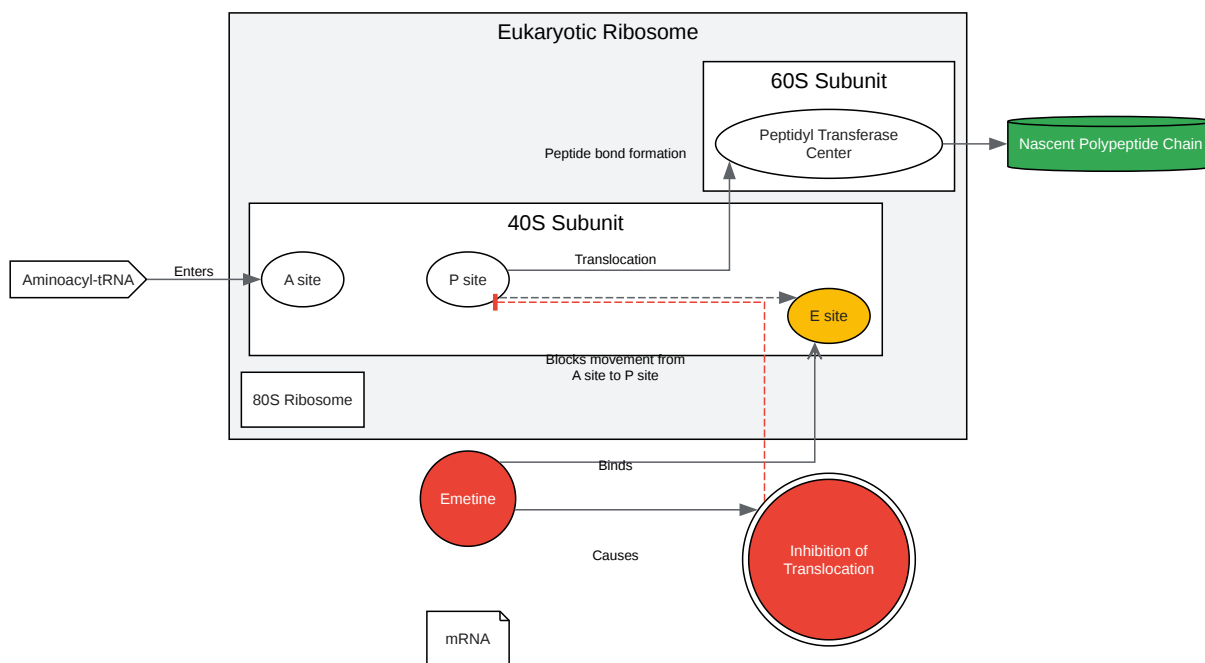 Eukaryotic Ribosome
60S Subunit
Peptidyl Transferase
Center
Nascent Polypeptide Chain
Peptide bond formation
40S Subunit
Aminoacyl-tRNA
Enters
A site
P site
Translocation
E site
Blocks movement from
A site to P site
80S Ribosome
Binds
Emetine
Causes
Inhibition of
Translocation
mRNA